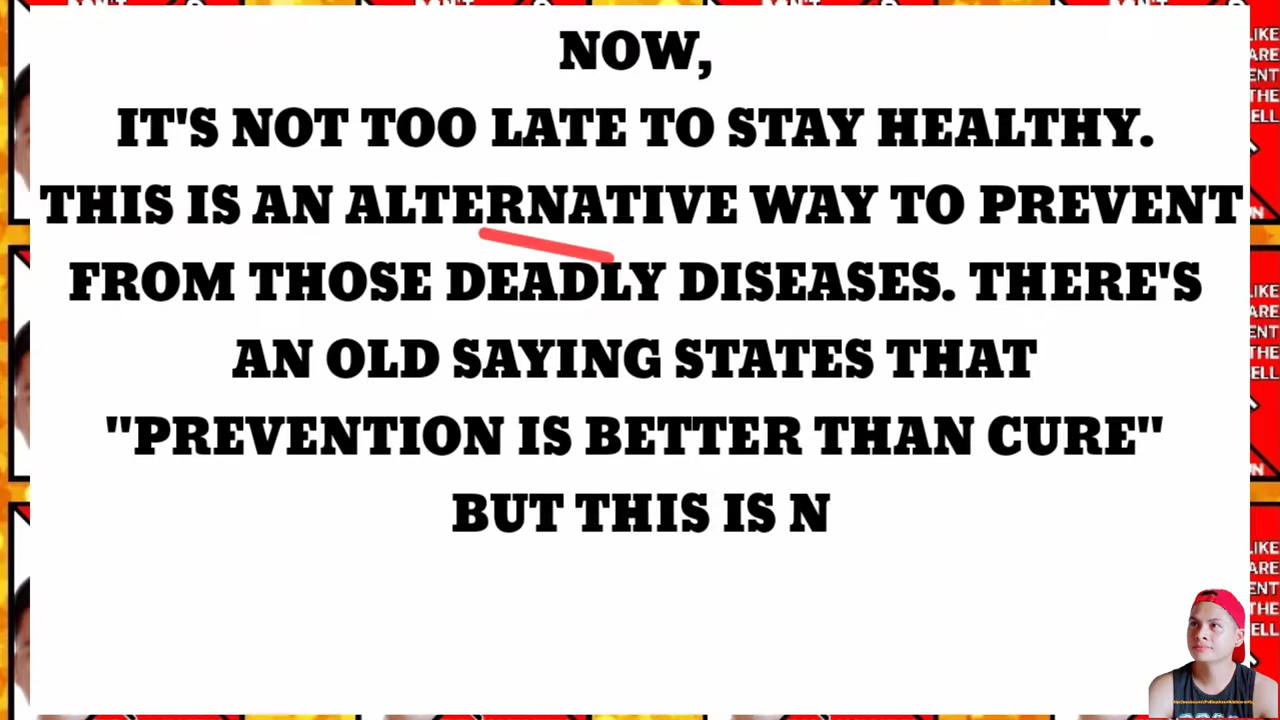 NOW,
IT'S NOT TOO LATE TO STAY HEALTHY.
THIS IS AN ALTERNATIVE WAY TO PREVENT
FROM THOSE DEADLY DISEASES. THERE'S
AN OLD SAYING STATES THAT
"PREVENTION IS BETTER THAN CURE"
BUT THIS IS N